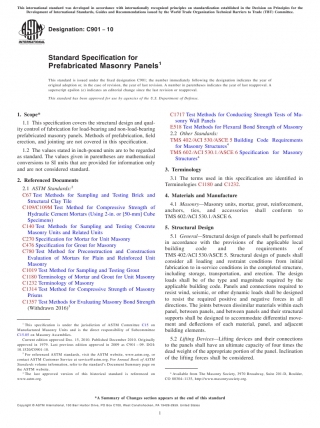 This international standard was developed in accordance with internationally recognized principles on standardization established in the Decision on Principles for the
Development of International Standards, Guides and Recommendations issued by the World Trade Organization Technical Barriers to Trade (TBT) Committee.
ASTM
INTERNATIONAL
Designation: C901 − 10
Standard Specification for
Prefabricated Masonry Panels1
This standard is issued under the fixed designation C901; the number immediately following the designation indicates the year of
original adoption or, in the case of revision, the year of last revision. A number in parentheses indicates the year of last reapproval. A
superscript epsilon (ε) indicates an editorial change since the last revision or reapproval.
This standard has been approved for use by agencies of the U.S. Department of Defense.
1. Scope*
1.1 This specification covers the structural design and quality
control of fabrication for load-bearing and non-load-bearing
prefabricated masonry panels. Methods of prefabrication, field
erection, and jointing are not covered in this specification.
1.2 The values stated in inch-pound units are to be regarded
as standard. The values given in parentheses are mathematical
conversions to SI units that are provided for information only
and are not considered standard.
2. Referenced Documents
2.1 ASTM Standards:2
C67 Test Methods for Sampling and Testing Brick and
Structural Clay Tile
C109/C109M Test Method for Compressive Strength of
Hydraulic Cement Mortars (Using 2-in. or [50-mm] Cube
Specimens)
C140 Test Methods for Sampling and Testing Concrete
Masonry Units and Related Units
C270 Specification for Mortar for Unit Masonry
C476 Specification for Grout for Masonry
C780 Test Method for Preconstruction and Construction
Evaluation of Mortars for Plain and Reinforced Unit
Masonry
C1019 Test Method for Sampling and Testing Grout
C1180 Terminology of Mortar and Grout for Unit Masonry
C1232 Terminology of Masonry
C1314 Test Method for Compressive Strength of Masonry
Prisms
C1357 Test Methods for Evaluating Masonry Bond Strength
(Withdrawn 2016)3
1 This specification is under the jurisdiction of ASTM Committee C15 on
Manufactured Masonry Units and is the direct responsibility of Subcommittee
C15.05 on Masonry Assemblies.
Current edition approved Dec. 15, 2010. Published December 2010. Originally
approved in 1979. Last previous edition approved in 2009 as C901 – 09. DOI:
10.1520/C0901-10.
2 For referenced ASTM standards, visit the ASTM website, www.astm.org, or
contact ASTM Customer Service at service@astm.org. For Annual Book of ASTM
Standards volume information, refer to the standard's Document Summary page on
the ASTM website.
3 The last approved version of this historical standard is referenced on
www.astm.org.
C1717 Test Methods for Conducting Strength Tests of Masonry
Wall Panels
E518 Test Methods for Flexural Bond Strength of Masonry
2.2 Other Standards:
TMS 402/ACI 530/ASCE 5 Building Code Requirements
for Masonry Structures4
TMS 602/ACI 530.1/ASCE 6 Specification for Masonry
Structures4
3. Terminology
3.1 The terms used in this specification are identified in
Terminologies C1180 and C1232.
4. Materials and Manufacture
4.1 Masonry—Masonry units, mortar, grout, reinforcement,
anchors, ties, and accessories shall conform to
TMS 602/ACI 530.1/ASCE 6.
5. Structural Design
5.1 General—Structural design of panels shall be performed
in accordance with the provisions of the applicable local
building code and the requirements of
TMS 402/ACI 530/ASCE 5. Structural design of panels shall
consider all loading and restraint conditions from initial
fabrication to in service conditions in the completed structure,
including storage, transportation, and erection. The design
loads shall be of the type and magnitude required by the
applicable building code. Panels and connections required to
resist wind, seismic, or other dynamic loads shall be designed
to resist the required positive and negative forces in all
directions. The joints between dissimilar materials within each
panel, between panels, and between panels and their structural
supports shall be designed to accommodate differential movement
and deflections of each material, panel, and adjacent
building elements.
5.2 Lifting Devices—Lifting devices and their connections
to the panels shall have an ultimate capacity of four times the
dead weight of the appropriate portion of the panel. Inclination
of the lifting forces shall be considered.
4 Available from The Masonry Society, 3970 Broadway, Suite 201-D, Boulder,
CO 80304-1135, http://www.masonrysociety.org.
*A Summary of Changes section appears at the end of this standard
Copyright © ASTM International, 100 Barr Harbor Drive, PO Box C700, West Conshohocken, PA 19428-2959. United States
1